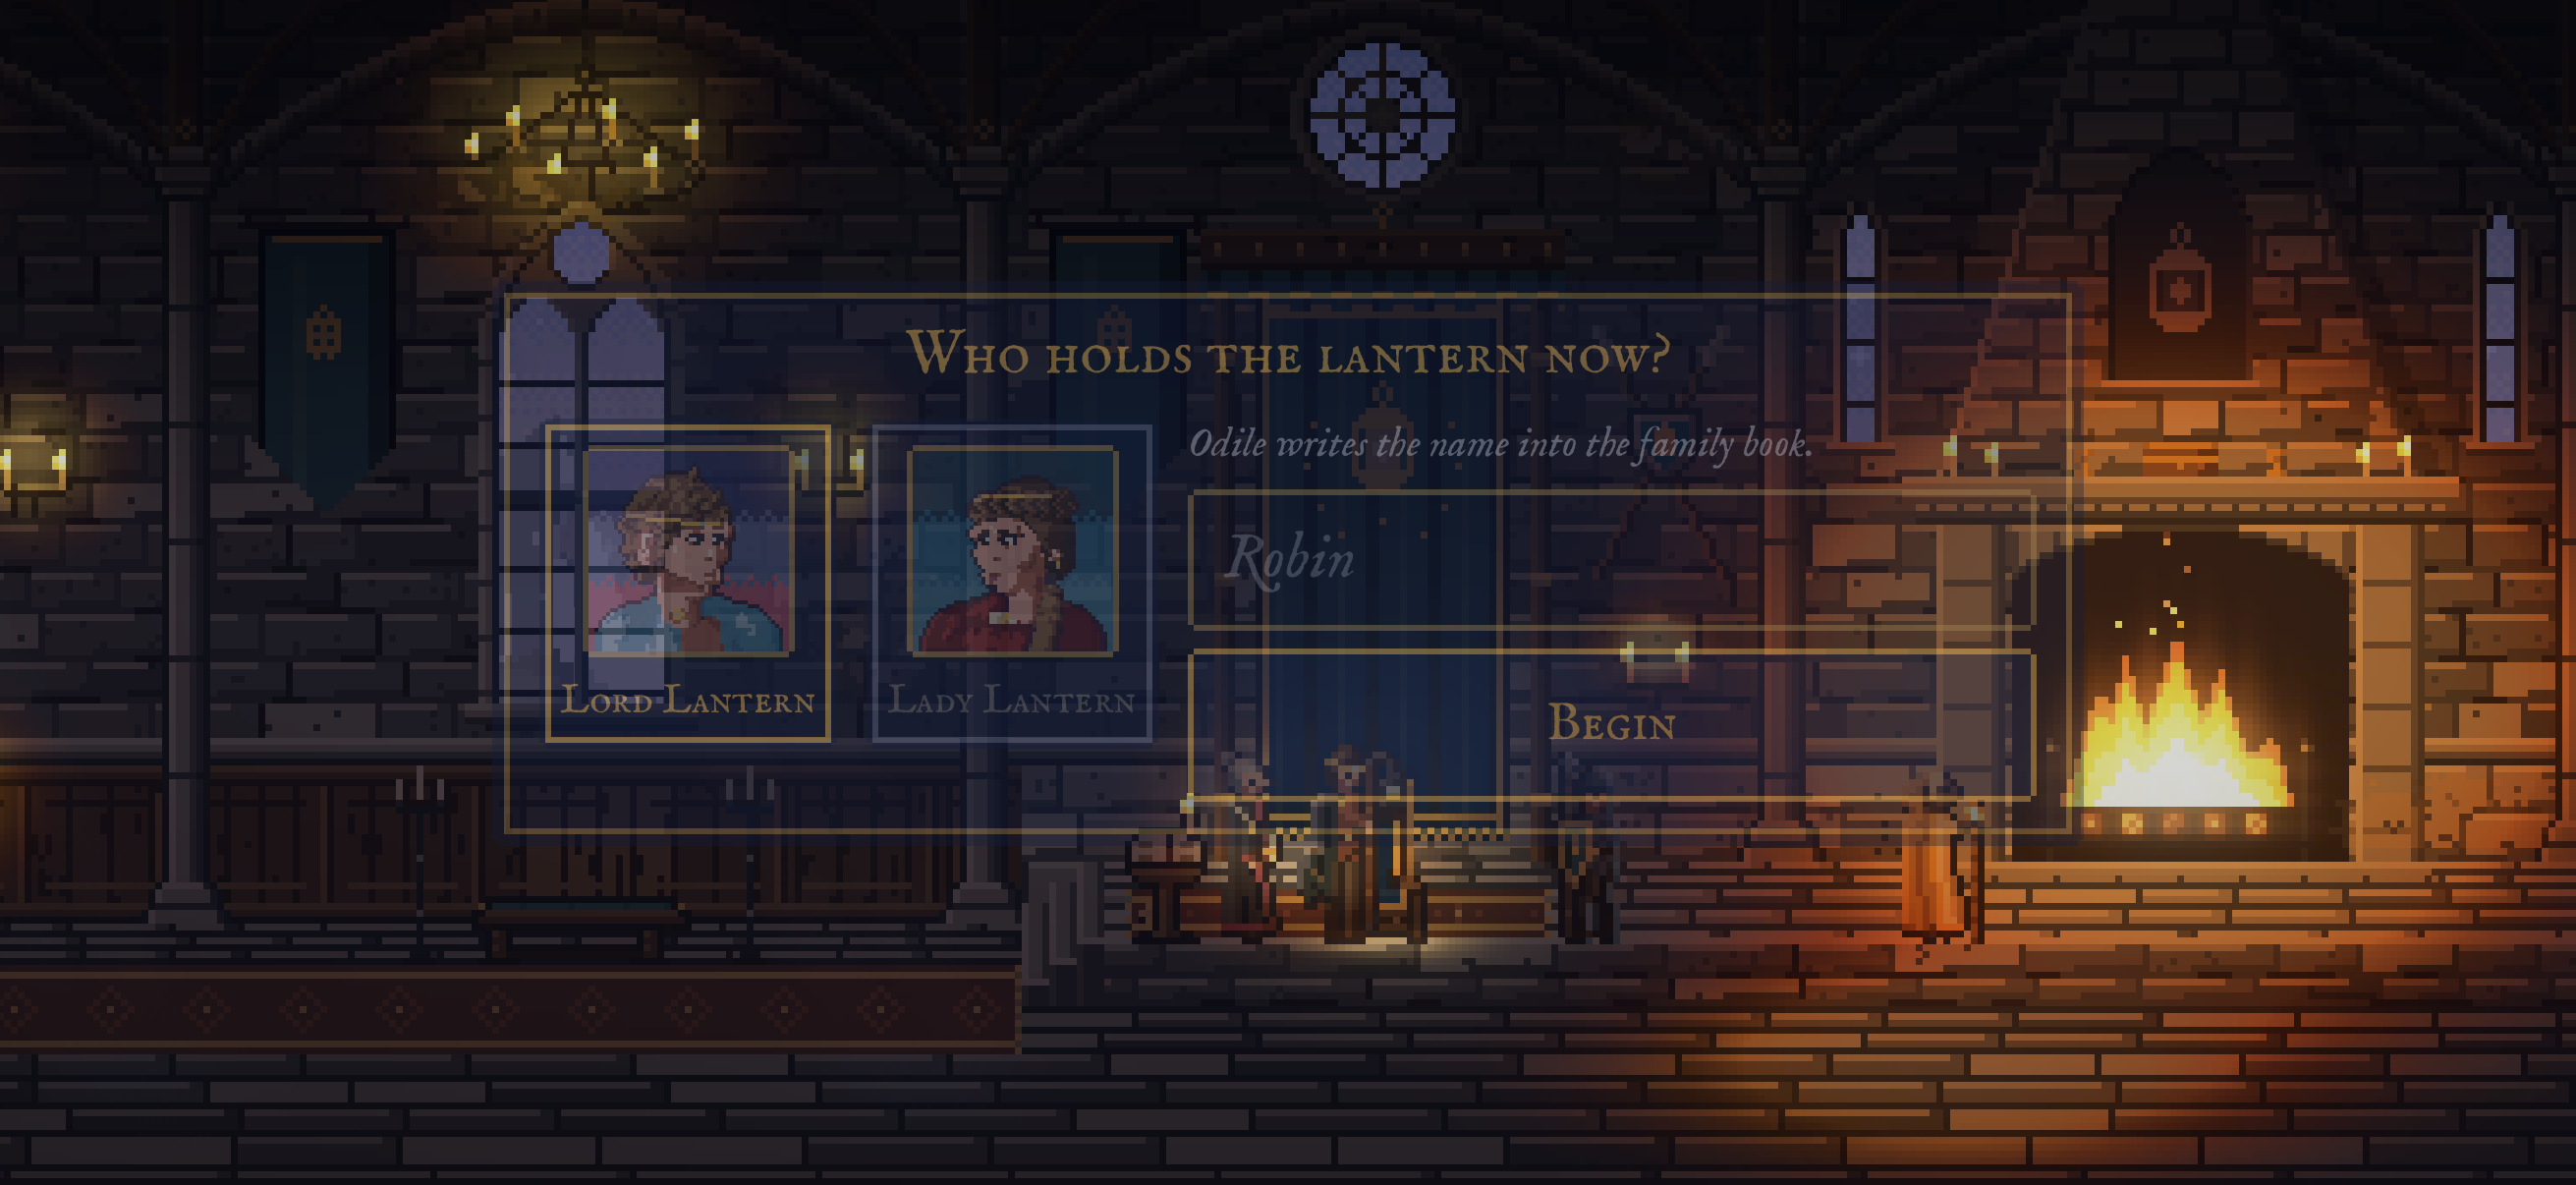 Who holds the lantern now?
Odile writes the name into the family book.
Robin
Lord Lantern
Lady Lantern
Begin